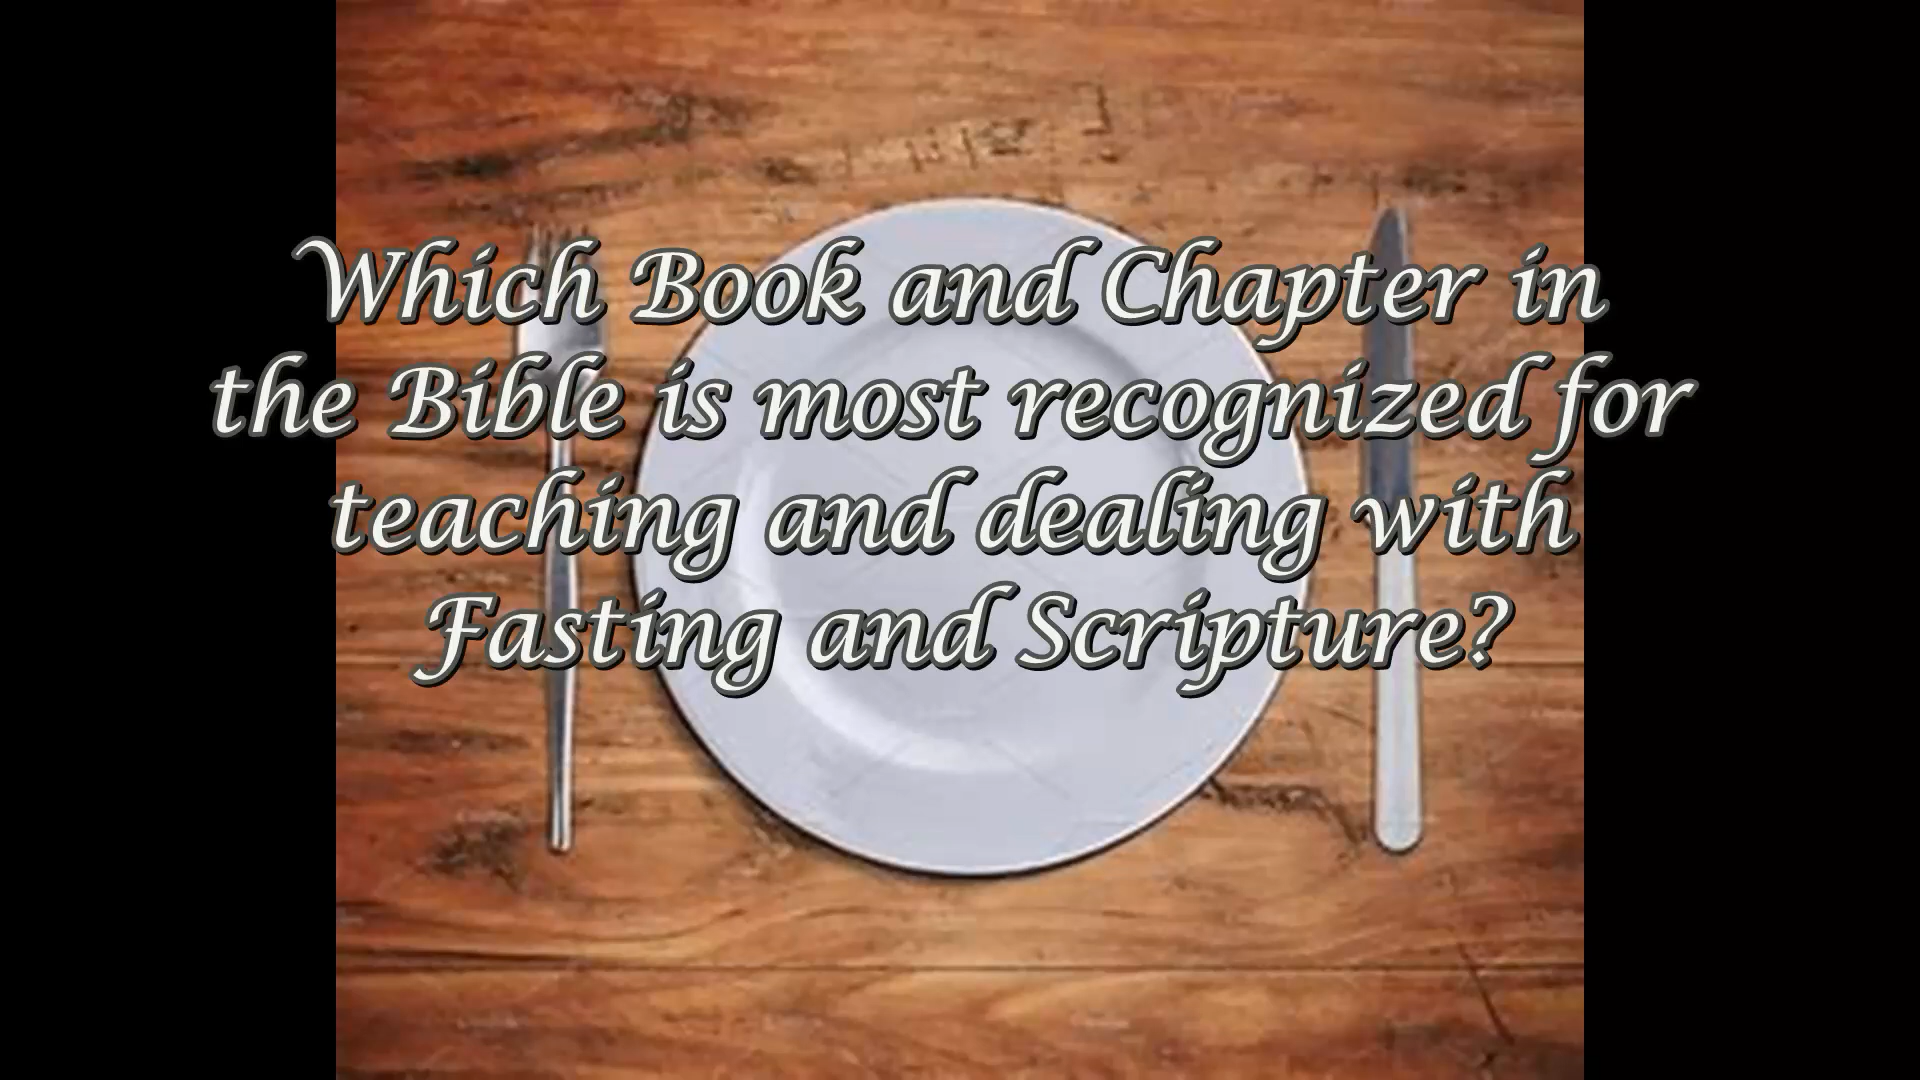 Which Book and Chapter in
the Bible is most recognized for
teaching and dealing with
Fasting and Scripture?